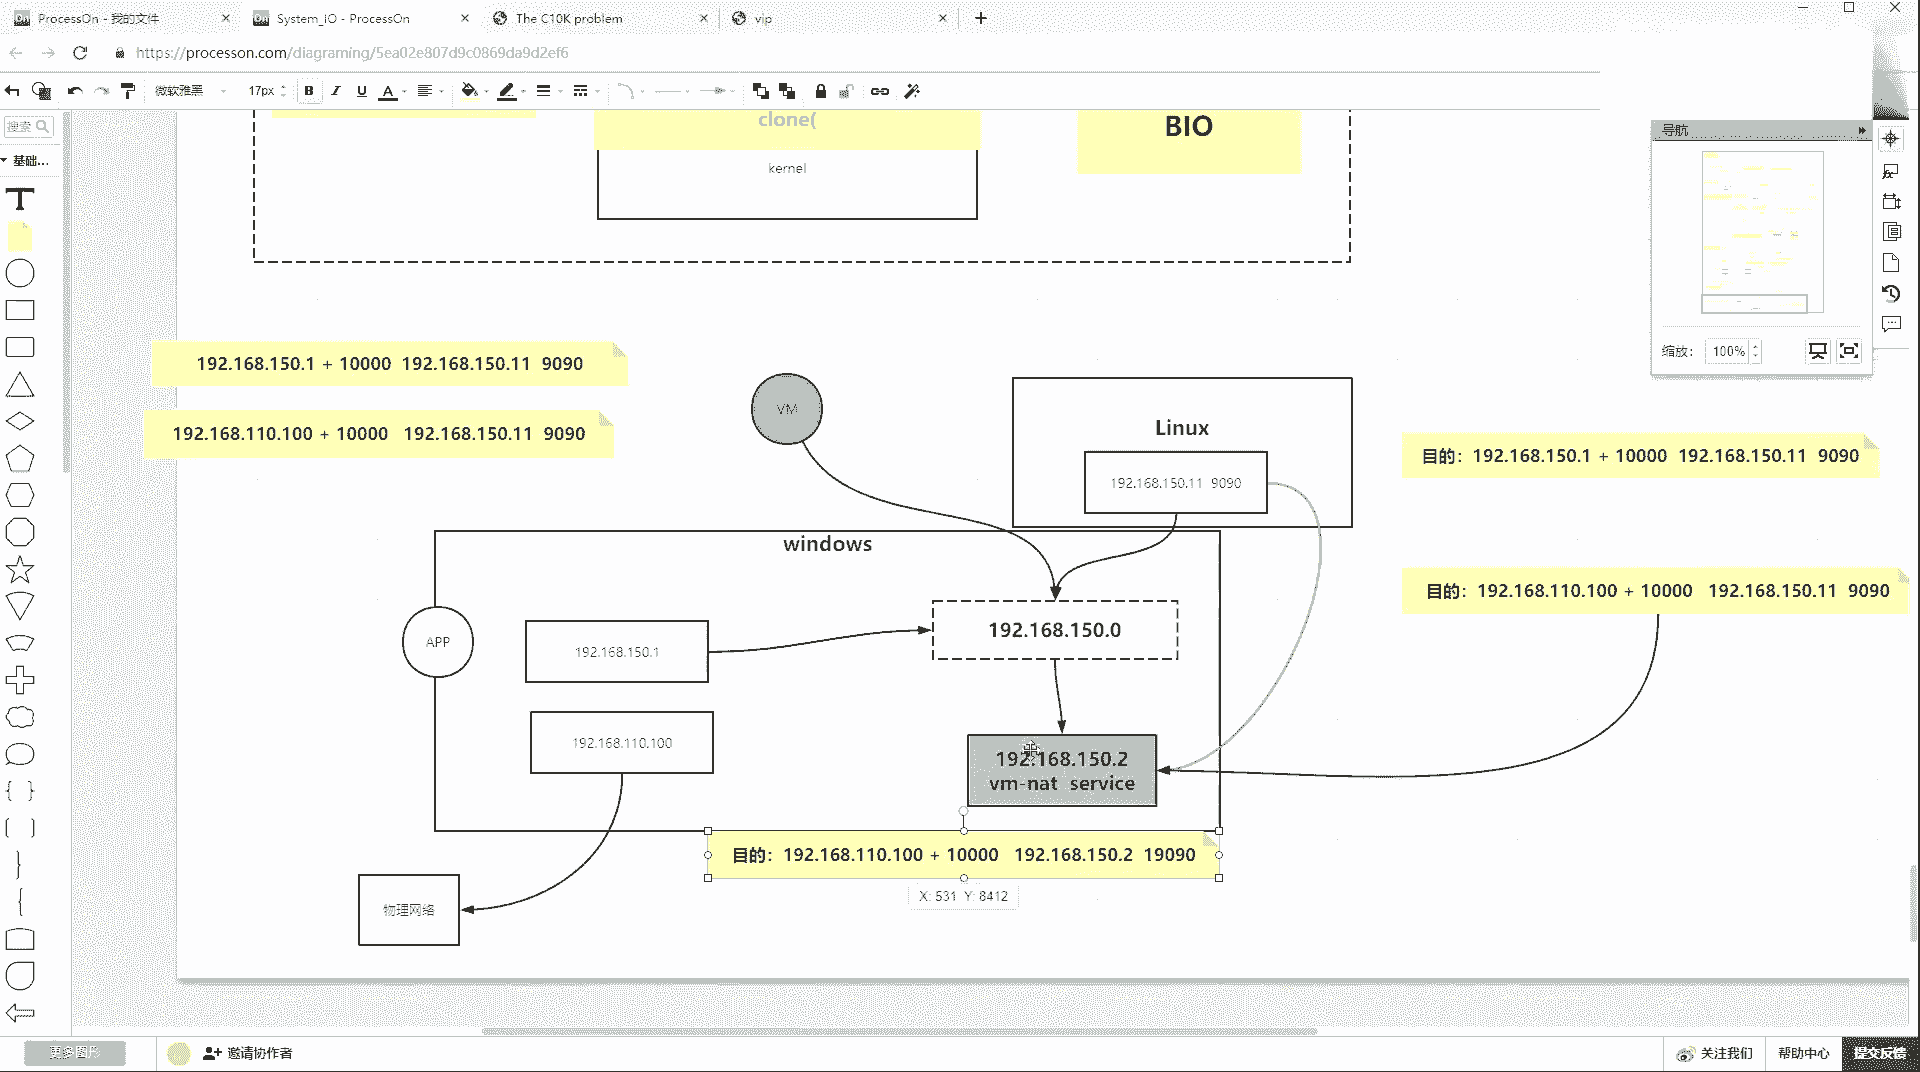 ProcessOn - 我的文件
System_IO - ProcessOn
The C10K problem
vip
https://processon.com/diagraming/5ea02e807d9c0869da9d2ef6
微软雅黑
17px
B I U A
搜索
导航
clone(
BIO
kernel
基础...
缩放：
100%
192.168.150.1 + 10000 192.168.150.11 9090
192.168.110.100 + 10000 192.168.150.11 9090
VM
Linux
192.168.150.11 9090
目的：192.168.150.1 + 10000 192.168.150.11 9090
windows
目的：192.168.110.100 + 10000 192.168.150.11 9090
APP
192.168.150.1
192.168.150.0
192.168.110.100
192.168.150.2
vm-nat service
目的：192.168.110.100 + 10000 192.168.150.2 19090
X: 531 Y: 8412
物理网络
更多图形
邀请协作者
关注我们
帮助中心
提交反馈